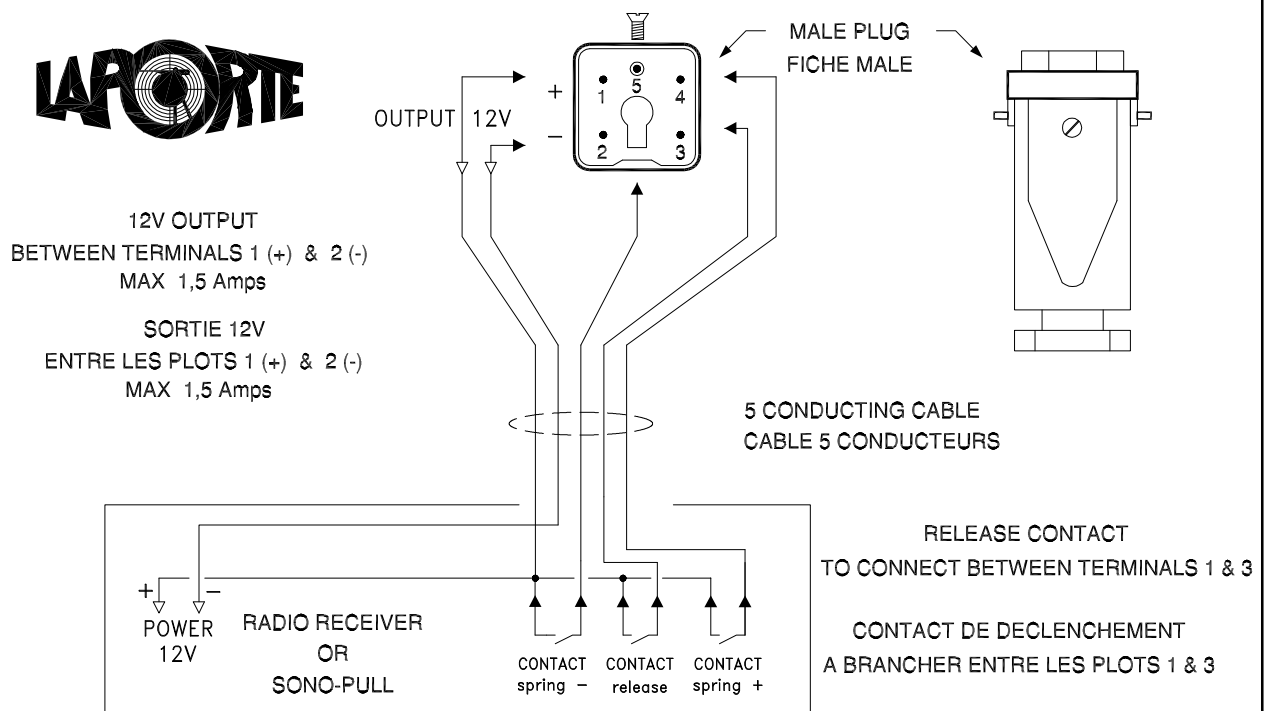 LAPORTE
MALE PLUG
FICHE MALE
5
1
4
2
3
+
−
OUTPUT 12V
12V OUTPUT
BETWEEN TERMINALS 1 (+) & 2 (-)
MAX 1,5 Amps
SORTIE 12V
ENTRE LES PLOTS 1 (+) & 2 (-)
MAX 1,5 Amps
5 CONDUCTING CABLE
CABLE 5 CONDUCTEURS
RELEASE CONTACT
TO CONNECT BETWEEN TERMINALS 1 & 3
CONTACT DE DECLENCHEMENT
A BRANCHER ENTRE LES PLOTS 1 & 3
+ −
POWER
12V
RADIO RECEIVER
OR
SONO-PULL
CONTACT
spring −
CONTACT
release
CONTACT
spring +